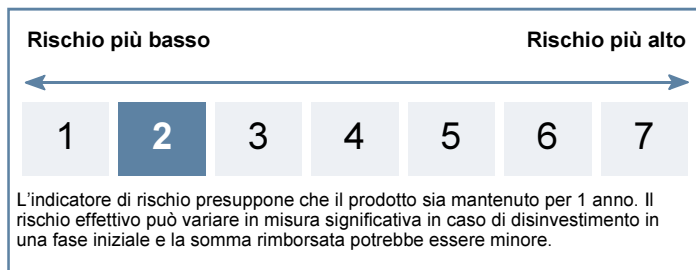 Rischio più basso Rischio più alto
1 2 3 4 5 6 7
L'indicatore di rischio presuppone che il prodotto sia mantenuto per 1 anno. Il
rischio effettivo può variare in misura significativa in caso di disinvestimento in
una fase iniziale e la somma rimborsata potrebbe essere minore.